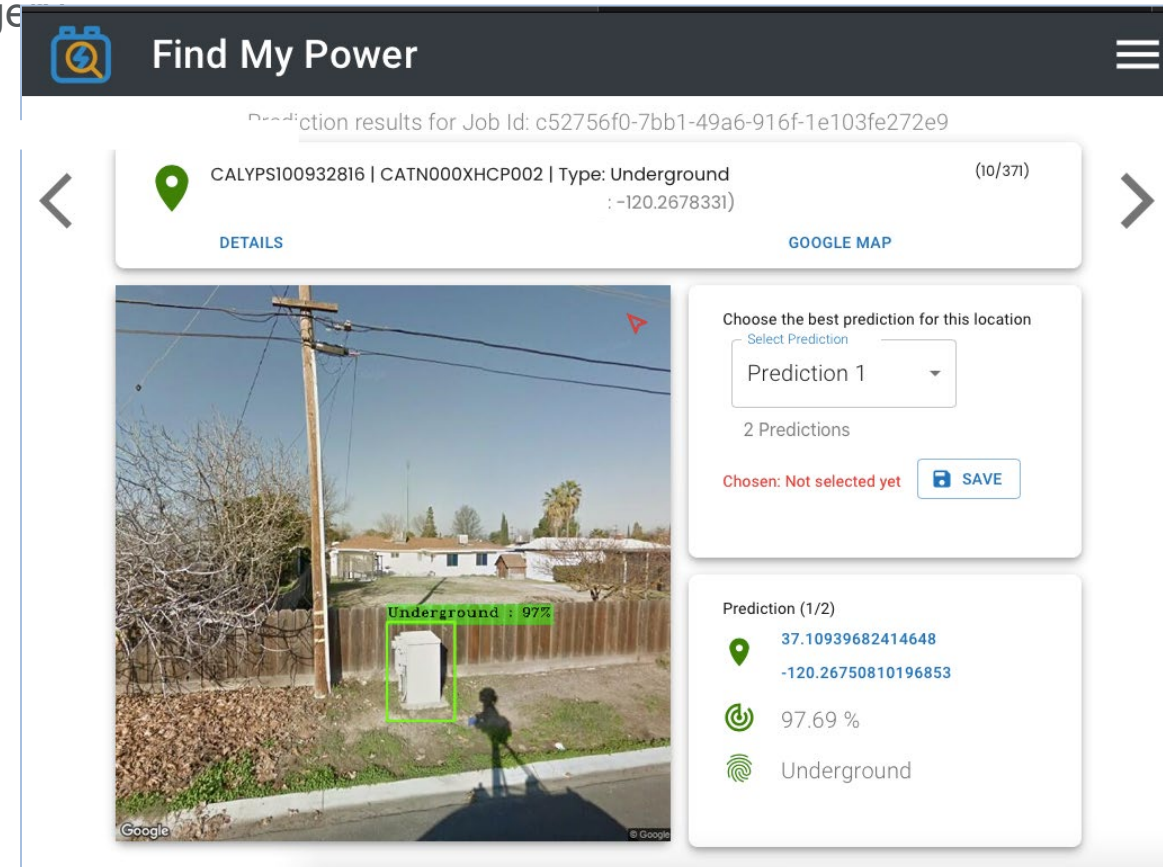 Find My Power
Prediction results for Job Id: c52756f0-7bb1-49a6-916f-1e103fe272e9
CALYPS100932816 | CATN000XHCP002 | Type: Underground
(10/371)
: -120.2678331)
DETAILS
GOOGLE MAP
Underground : 97%
Google
© Google
Choose the best prediction for this location
Select Prediction
Prediction 1
2 Predictions
Chosen: Not selected yet
SAVE
Prediction (1/2)
37.10939682414648
-120.26750810196853
97.69 %
Underground